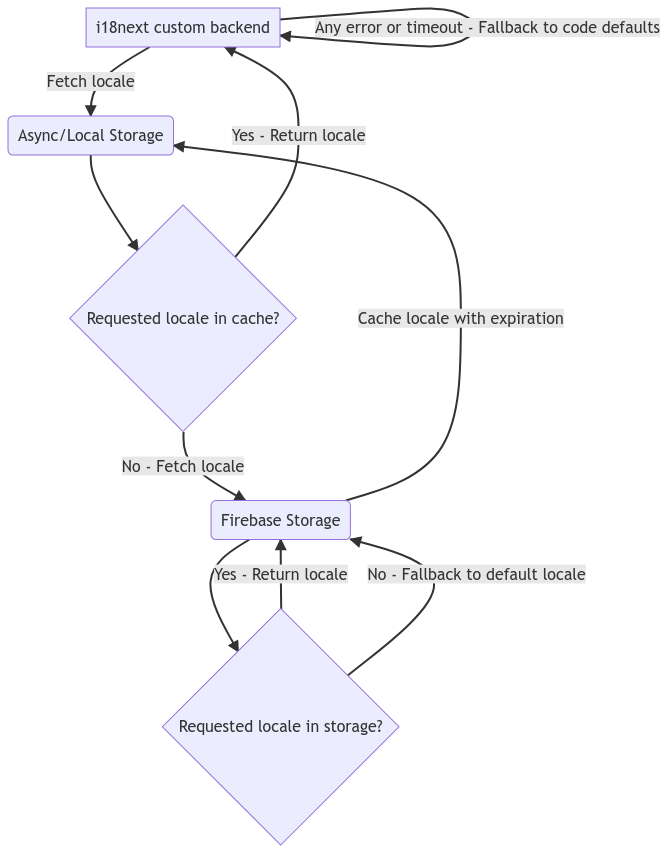 i18next custom backend
Any error or timeout - Fallback to code defaults
Fetch locale
Async/Local Storage
Yes - Return locale
Requested locale in cache?
Cache locale with expiration
No - Fetch locale
Firebase Storage
Yes - Return locale
No - Fallback to default locale
Requested locale in storage?